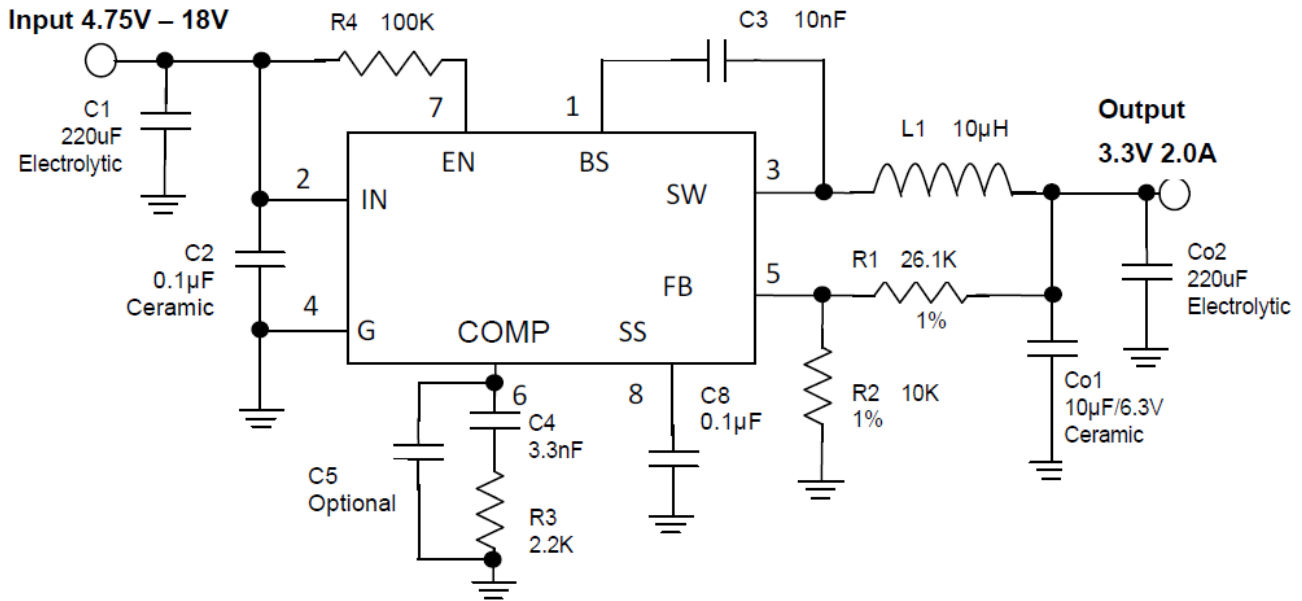 Input 4.75V – 18V
R4 100K
C3 10nF
C1
220uF
Electrolytic
7
1
L1 10µH
Output
3.3V 2.0A
EN
BS
2
IN
SW
3
C2
0.1µF
Ceramic
4
G
FB
5
R1 26.1K
1%
Co2
220uF
Electrolytic
COMP
SS
6
8
C4
3.3nF
C8
0.1µF
R2 10K
1%
Co1
10µF/6.3V
Ceramic
C5
Optional
R3
2.2K